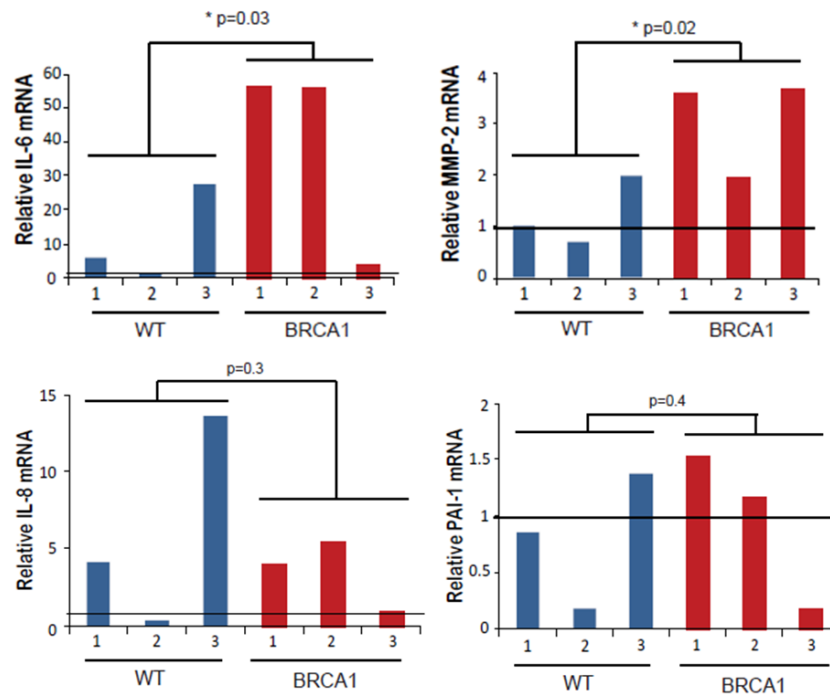 * p=0.03
Relative IL-6 mRNA
60
50
40
30
20
10
0
1 2 3 1 2 3
WT BRCA1
* p=0.02
Relative MMP-2 mRNA
4
3
2
1
0
1 2 3 1 2 3
WT BRCA1
p=0.3
Relative IL-8 mRNA
15
10
5
0
1 2 3 1 2 3
WT BRCA1
p=0.4
Relative PAI-1 mRNA
2
1.5
1
0.5
0
1 2 3 1 2 3
WT BRCA1